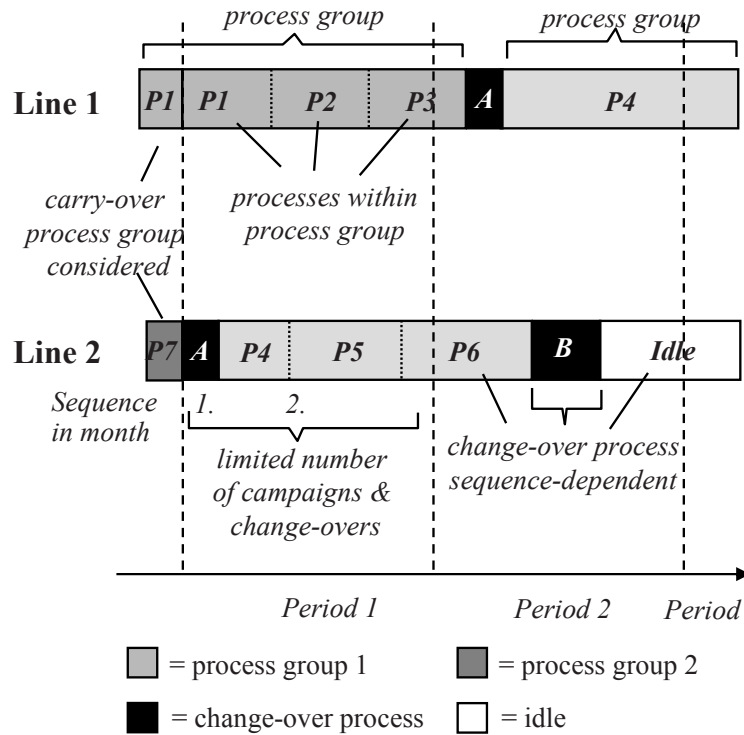 process group
process group
Line 1
P1
P1
P2
P3
A
P4
carry-over
process group
considered
processes within
process group
Line 2
P7
A
P4
P5
P6
B
Idle
Sequence
in month
1.
2.
limited number
of campaigns &
change-overs
change-over process
sequence-dependent
Period 1
Period 2
Period
= process group 1
= process group 2
= change-over process
= idle